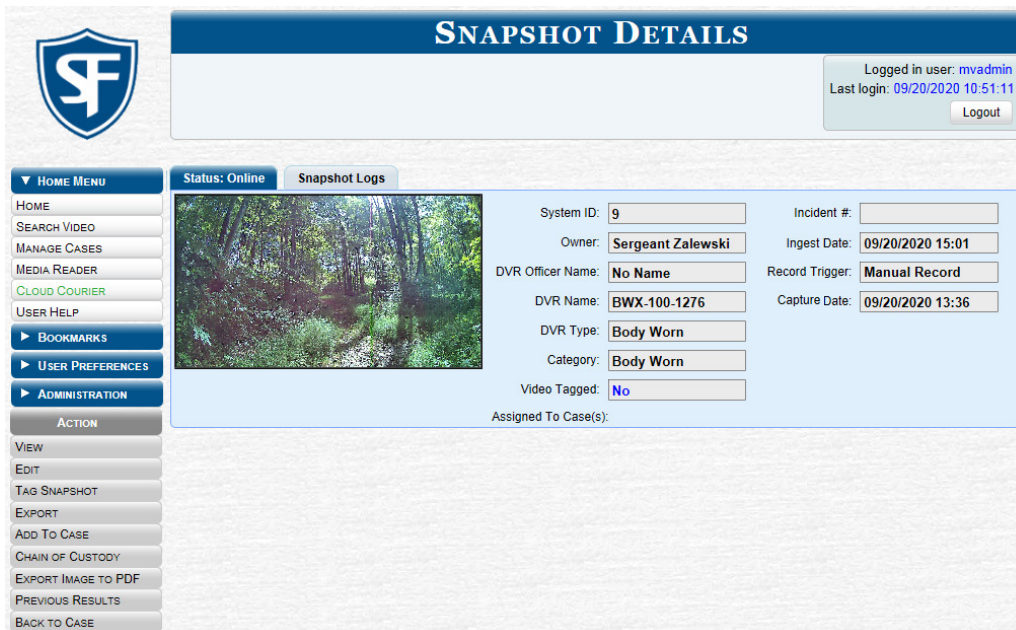 SNAPSHOT DETAILS
SF
Logged in user: mvadmin
Last login: 09/20/2020 10:51:11
Logout
▼ HOME MENU
HOME
SEARCH VIDEO
MANAGE CASES
MEDIA READER
CLOUD COURIER
USER HELP
► BOOKMARKS
► USER PREFERENCES
► ADMINISTRATION
ACTION
VIEW
EDIT
TAG SNAPSHOT
EXPORT
ADD TO CASE
CHAIN OF CUSTODY
EXPORT IMAGE TO PDF
PREVIOUS RESULTS
BACK TO CASE
Status: Online Snapshot Logs
System ID: 9
Owner: Sergeant Zalewski
DVR Officer Name: No Name
DVR Name: BWX-100-1276
DVR Type: Body Worn
Category: Body Worn
Video Tagged: No
Assigned To Case(s):
Incident #:
Ingest Date: 09/20/2020 15:01
Record Trigger: Manual Record
Capture Date: 09/20/2020 13:36